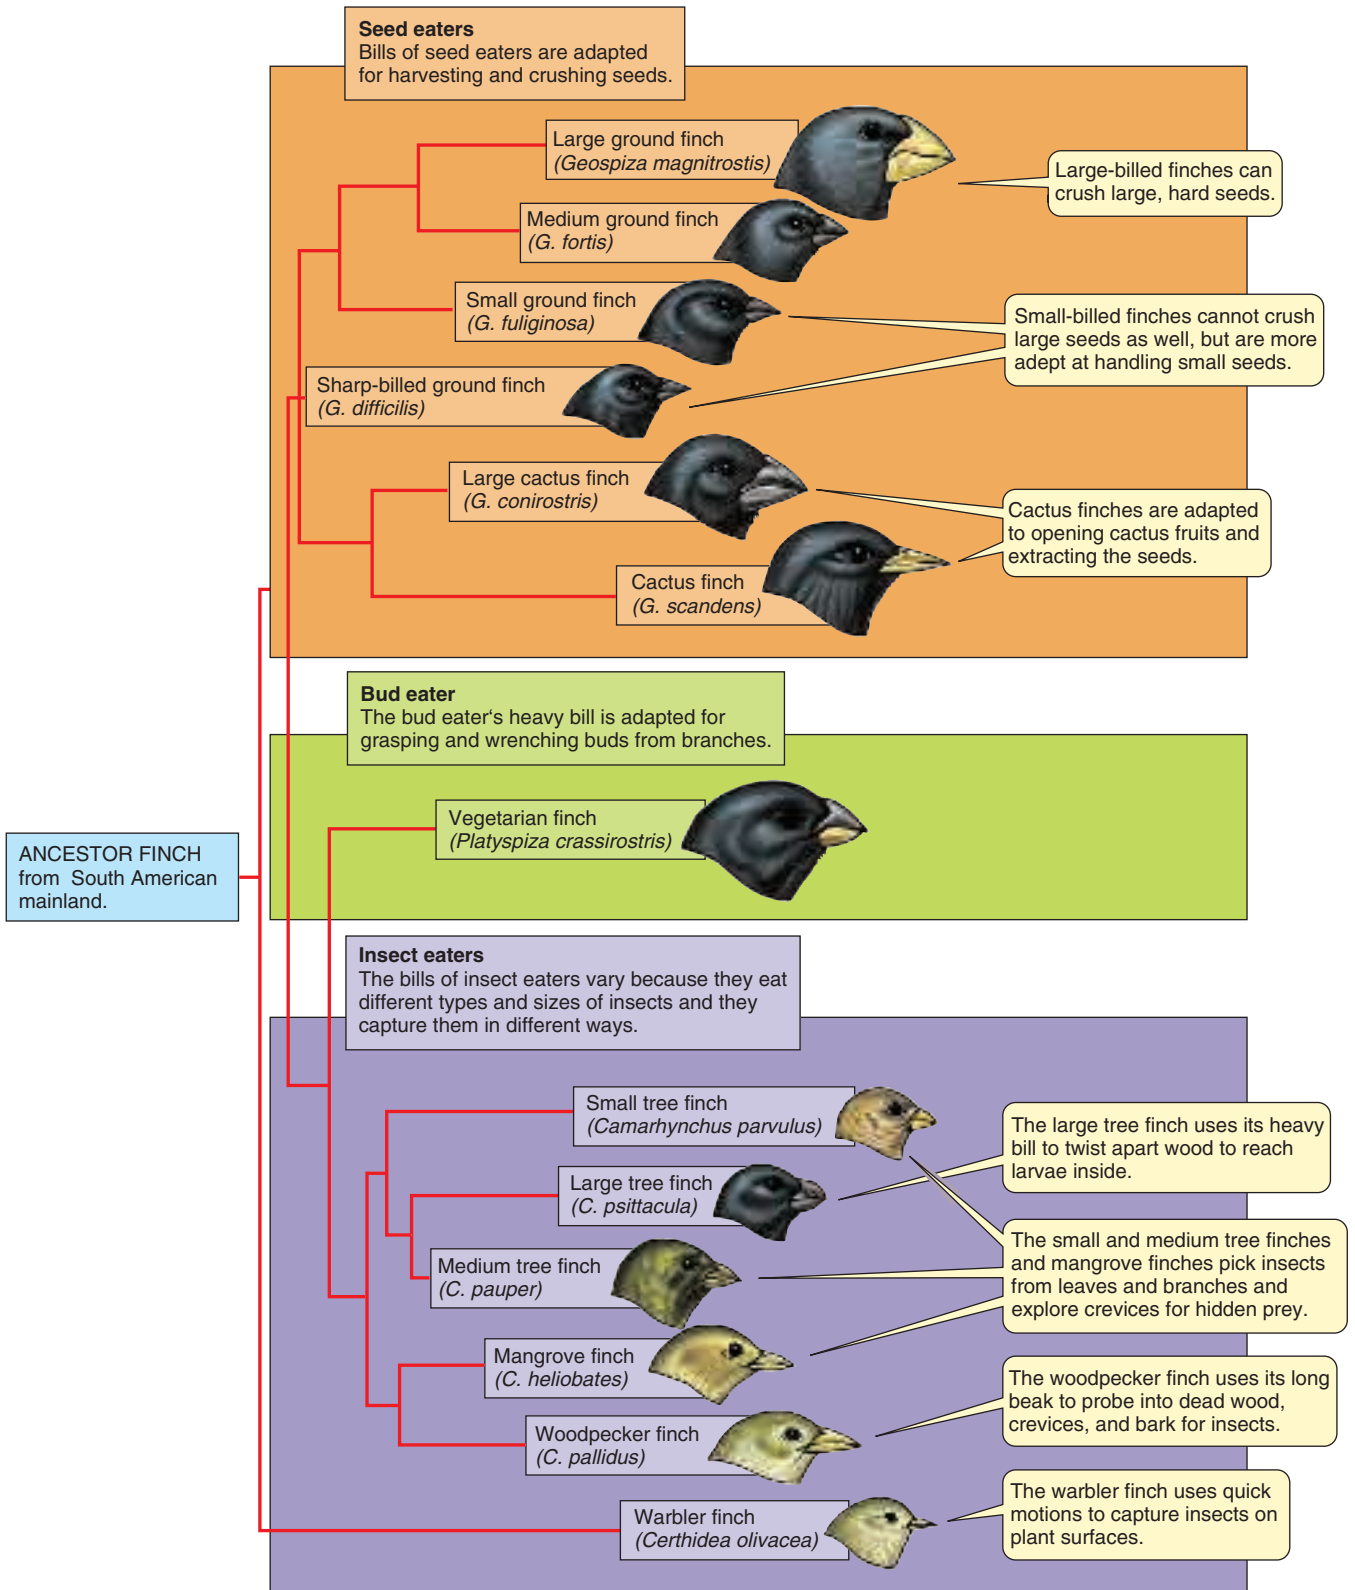 Seed eaters
Bills of seed eaters are adapted
for harvesting and crushing seeds.
Large ground finch
(Geospiza magnitrostis)
Large-billed finches can
crush large, hard seeds.
Medium ground finch
(G. fortis)
Small ground finch
(G. fuliginosa)
Small-billed finches cannot crush
large seeds as well, but are more
adept at handling small seeds.
Sharp-billed ground finch
(G. difficilis)
Large cactus finch
(G. conirostris)
Cactus finches are adapted
to opening cactus fruits and
extracting the seeds.
Cactus finch
(G. scandens)
Bud eater
The bud eater‘s heavy bill is adapted for
grasping and wrenching buds from branches.
Vegetarian finch
(Platyspiza crassirostris)
ANCESTOR FINCH
from South American
mainland.
Insect eaters
The bills of insect eaters vary because they eat
different types and sizes of insects and they
capture them in different ways.
Small tree finch
(Camarhynchus parvulus)
The large tree finch uses its heavy
bill to twist apart wood to reach
larvae inside.
Large tree finch
(C. psittacula)
The small and medium tree finches
and mangrove finches pick insects
from leaves and branches and
explore crevices for hidden prey.
Medium tree finch
(C. pauper)
Mangrove finch
(C. heliobates)
The woodpecker finch uses its long
beak to probe into dead wood,
crevices, and bark for insects.
Woodpecker finch
(C. pallidus)
The warbler finch uses quick
motions to capture insects on
plant surfaces.
Warbler finch
(Certhidea olivacea)